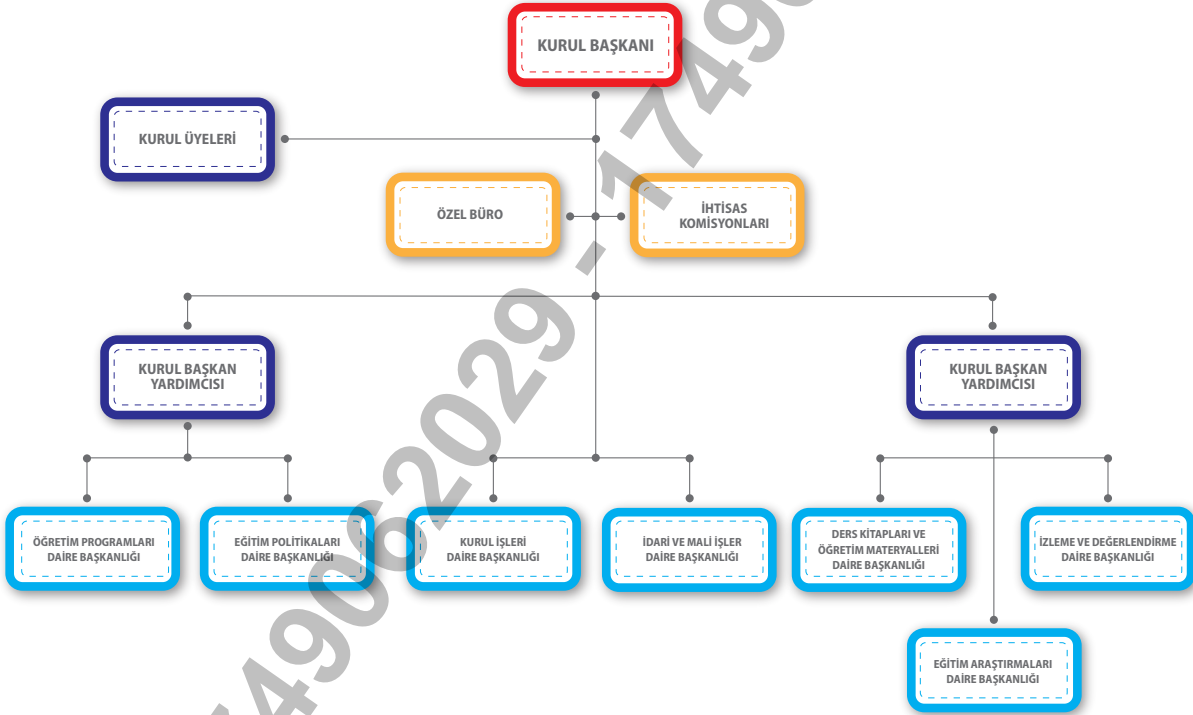 KURUL BAŞKANI
KURUL ÜYELERİ
ÖZEL BÜRO
İHTİSAS
KOMİSYONLARI
KURUL BAŞKAN
YARDIMCISI
KURUL BAŞKAN
YARDIMCISI
ÖĞRETİM PROGRAMLARI
DAİRE BAŞKANLIĞI
EĞİTİM POLİTİKALARI
DAİRE BAŞKANLIĞI
KURUL İŞLERİ
DAİRE BAŞKANLIĞI
İDARİ VE MALİ İŞLER
DAİRE BAŞKANLIĞI
DERS KİTAPLARI VE
ÖĞRETİM MATERYALLERİ
DAİRE BAŞKANLIĞI
İZLEME VE DEĞERLENDİRME
DAİRE BAŞKANLIĞI
EĞİTİM ARAŞTIRMALARI
DAİRE BAŞKANLIĞI